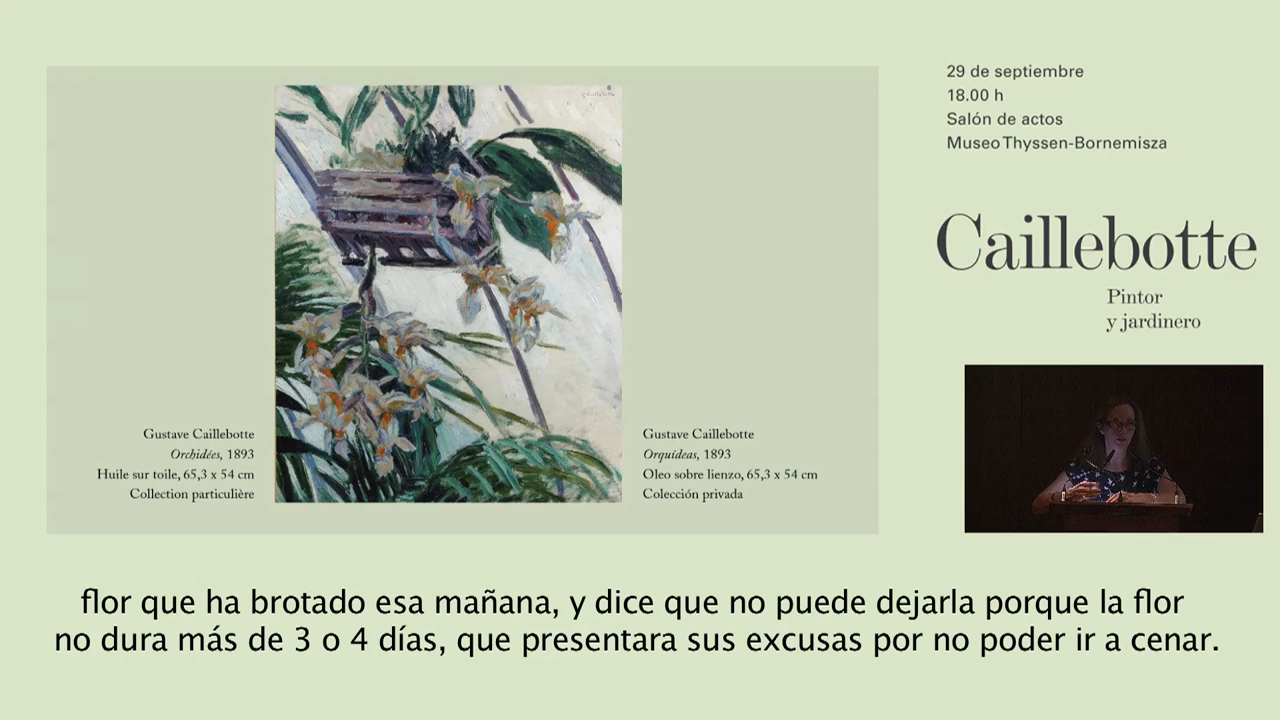 29 de septiembre
18.00 h
Salón de actos
Museo Thyssen-Bornemisza
Caillebotte
Pintor
y jardinero
Gustave Caillebotte
Orchidées, 1893
Huile sur toile, 65,3 x 54 cm
Collection particulière
Gustave Caillebotte
Orquídeas, 1893
Oleo sobre lienzo, 65,3 x 54 cm
Colección privada
flor que ha brotado esa mañana, y dice que no puede dejarla porque la flor
no dura más de 3 o 4 días, que presentara sus excusas por no poder ir a cenar.